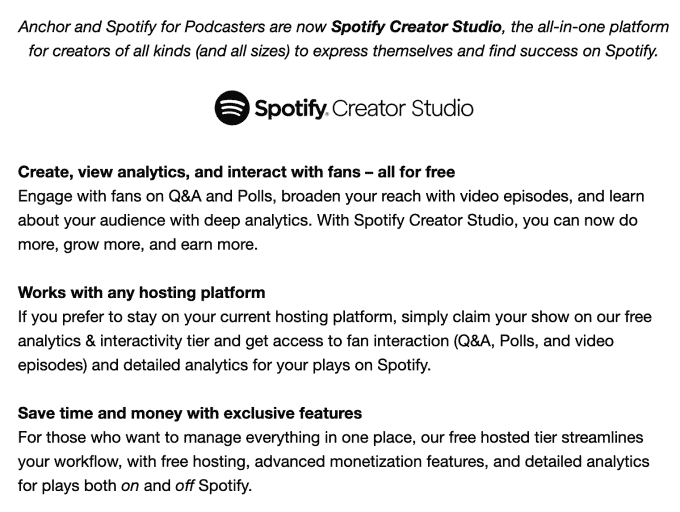 Anchor and Spotify for Podcasters are now Spotify Creator Studio, the all-in-one platform
for creators of all kinds (and all sizes) to express themselves and find success on Spotify.
Spotify Creator Studio
Create, view analytics, and interact with fans – all for free
Engage with fans on Q&A and Polls, broaden your reach with video episodes, and learn
about your audience with deep analytics. With Spotify Creator Studio, you can now do
more, grow more, and earn more.
Works with any hosting platform
If you prefer to stay on your current hosting platform, simply claim your show on our free
analytics & interactivity tier and get access to fan interaction (Q&A, Polls, and video
episodes) and detailed analytics for your plays on Spotify.
Save time and money with exclusive features
For those who want to manage everything in one place, our free hosted tier streamlines
your workflow, with free hosting, advanced monetization features, and detailed analytics
for plays both on and off Spotify.